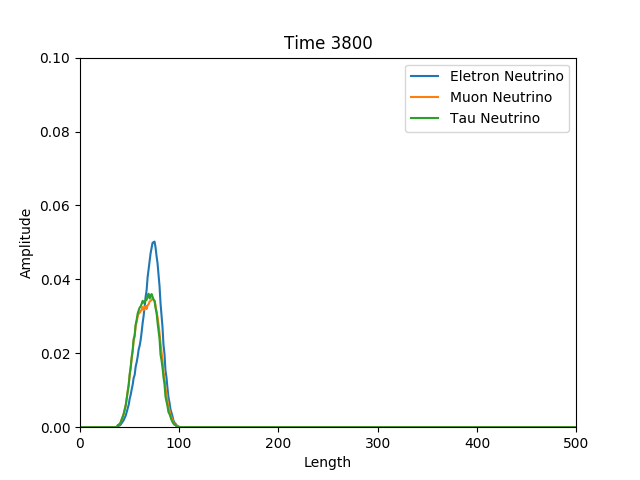 Time 3800
0.10
0.08
0.06
0.04
0.02
0.00
Amplitude
Eletron Neutrino
Muon Neutrino
Tau Neutrino
0 100 200 300 400 500
Length